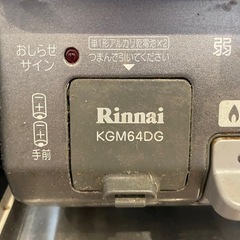 おしらせ
サイン
単1形アルカリ乾電池×2
つまんで引いてください
弱
Rinnai
KGM64DG
手前